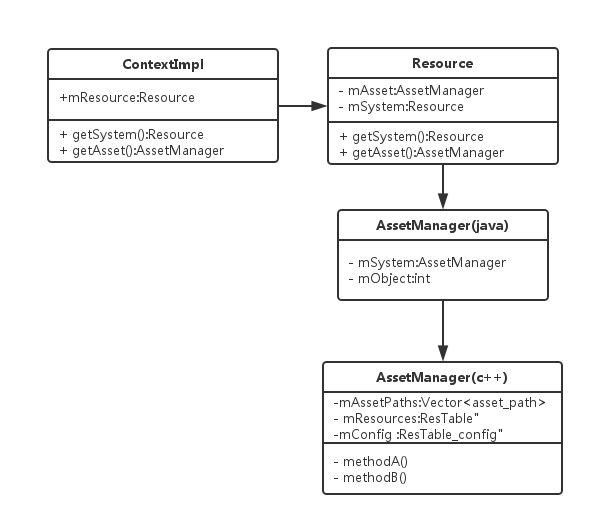 ContextImpl
+mResource:Resource
+ getSystem():Resource
+ getAsset():AssetManager
Resource
- mAsset:AssetManager
- mSystem:Resource
+ getSystem():Resource
+ getAsset():AssetManager
AssetManager(java)
- mSystem:AssetManager
- mObject:int
AssetManager(c++)
-mAssetPaths:Vector<asset_path>
- mResources:ResTable"
-mConfig :ResTable_config"
- methodA()
- methodB()